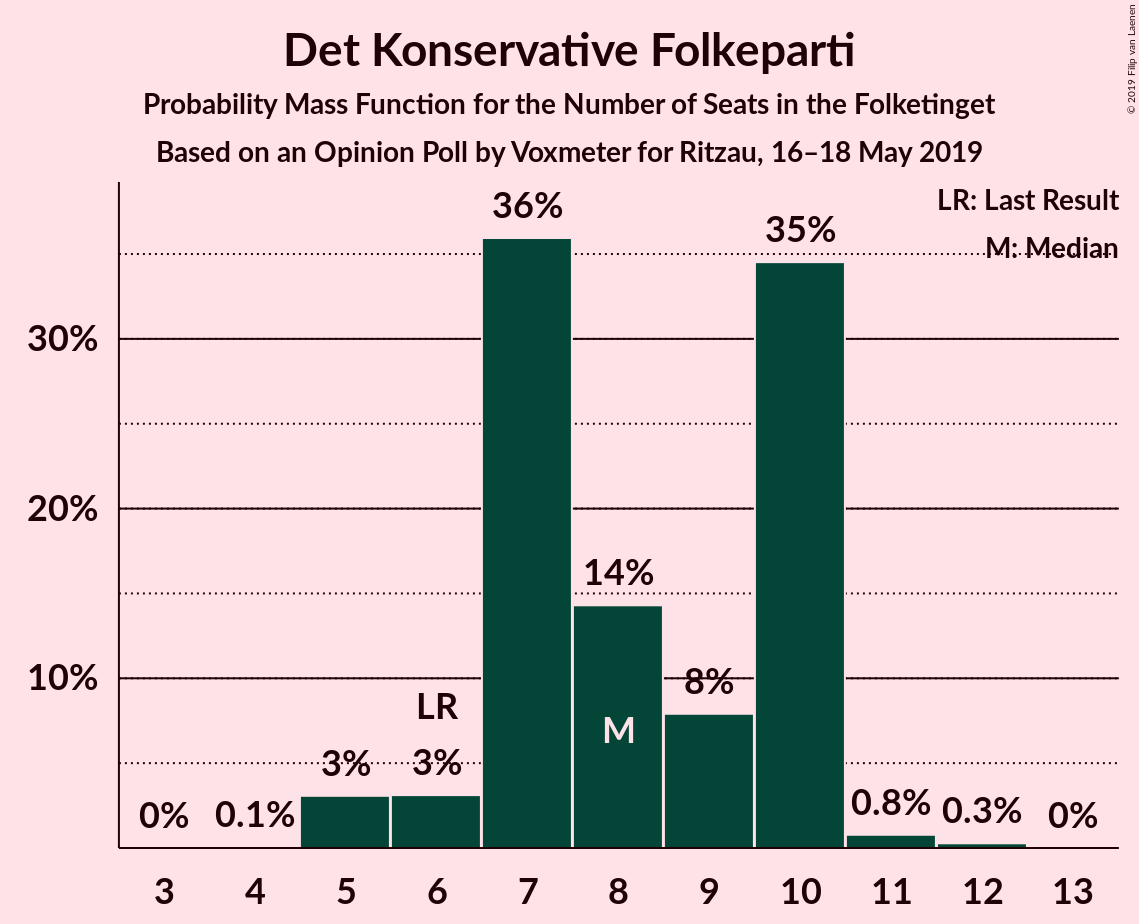 Det Konservative Folkeparti
Probability Mass Function for the Number of Seats in the Folketinget
Based on an Opinion Poll by Voxmeter for Ritzau, 16–18 May 2019
© 2019 Filip van Laenen
LR: Last Result
M: Median
36%
35%
30%
14%
20%
8%
10%
LR
M
3%
3%
0%
0.1%
0.8%
0.3%
0%
3 4 5 6 7 8 9 10 11 12 13